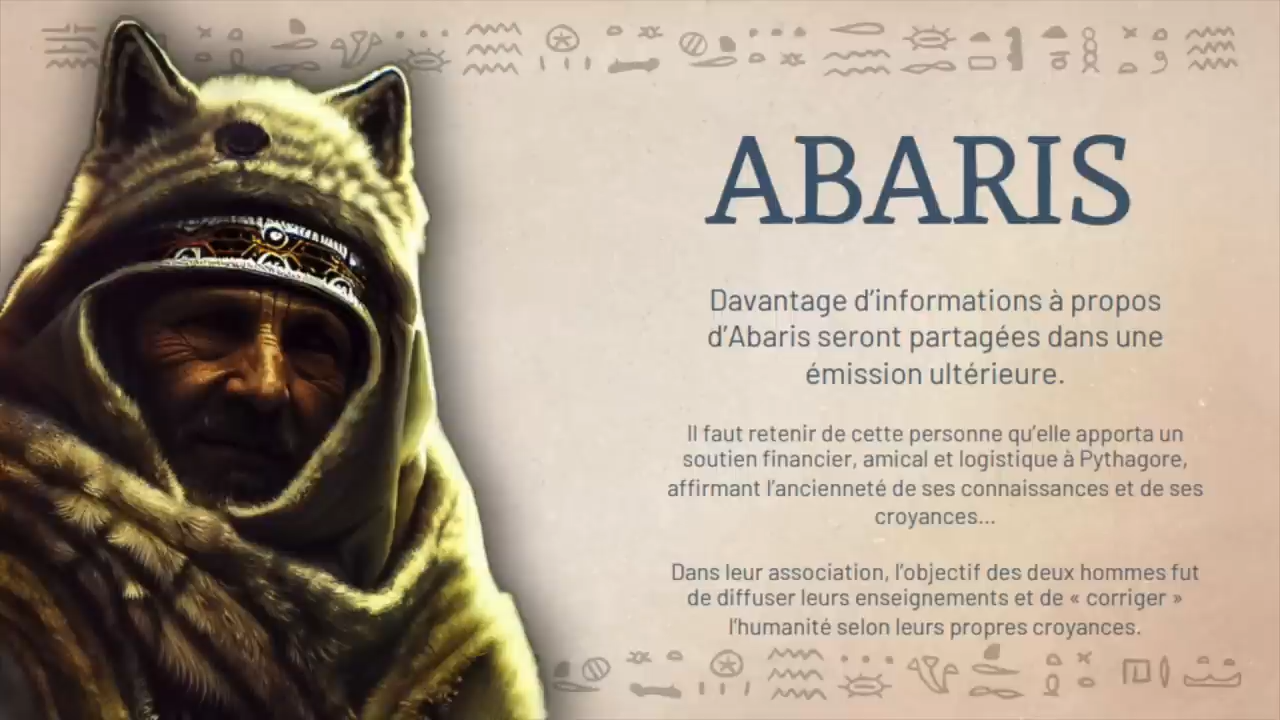 ABARIS
Davantage d’informations à propos
d’Abaris seront partagées dans une
émission ultérieure.
Il faut retenir de cette personne qu’elle apporta un
soutien financier, amical et logistique à Pythagore,
affirmant l’ancienneté de ses connaissances et de ses
croyances...
Dans leur association, l’objectif des deux hommes fut
de diffuser leurs enseignements et de « corriger »
l’humanité selon leurs propres croyances.